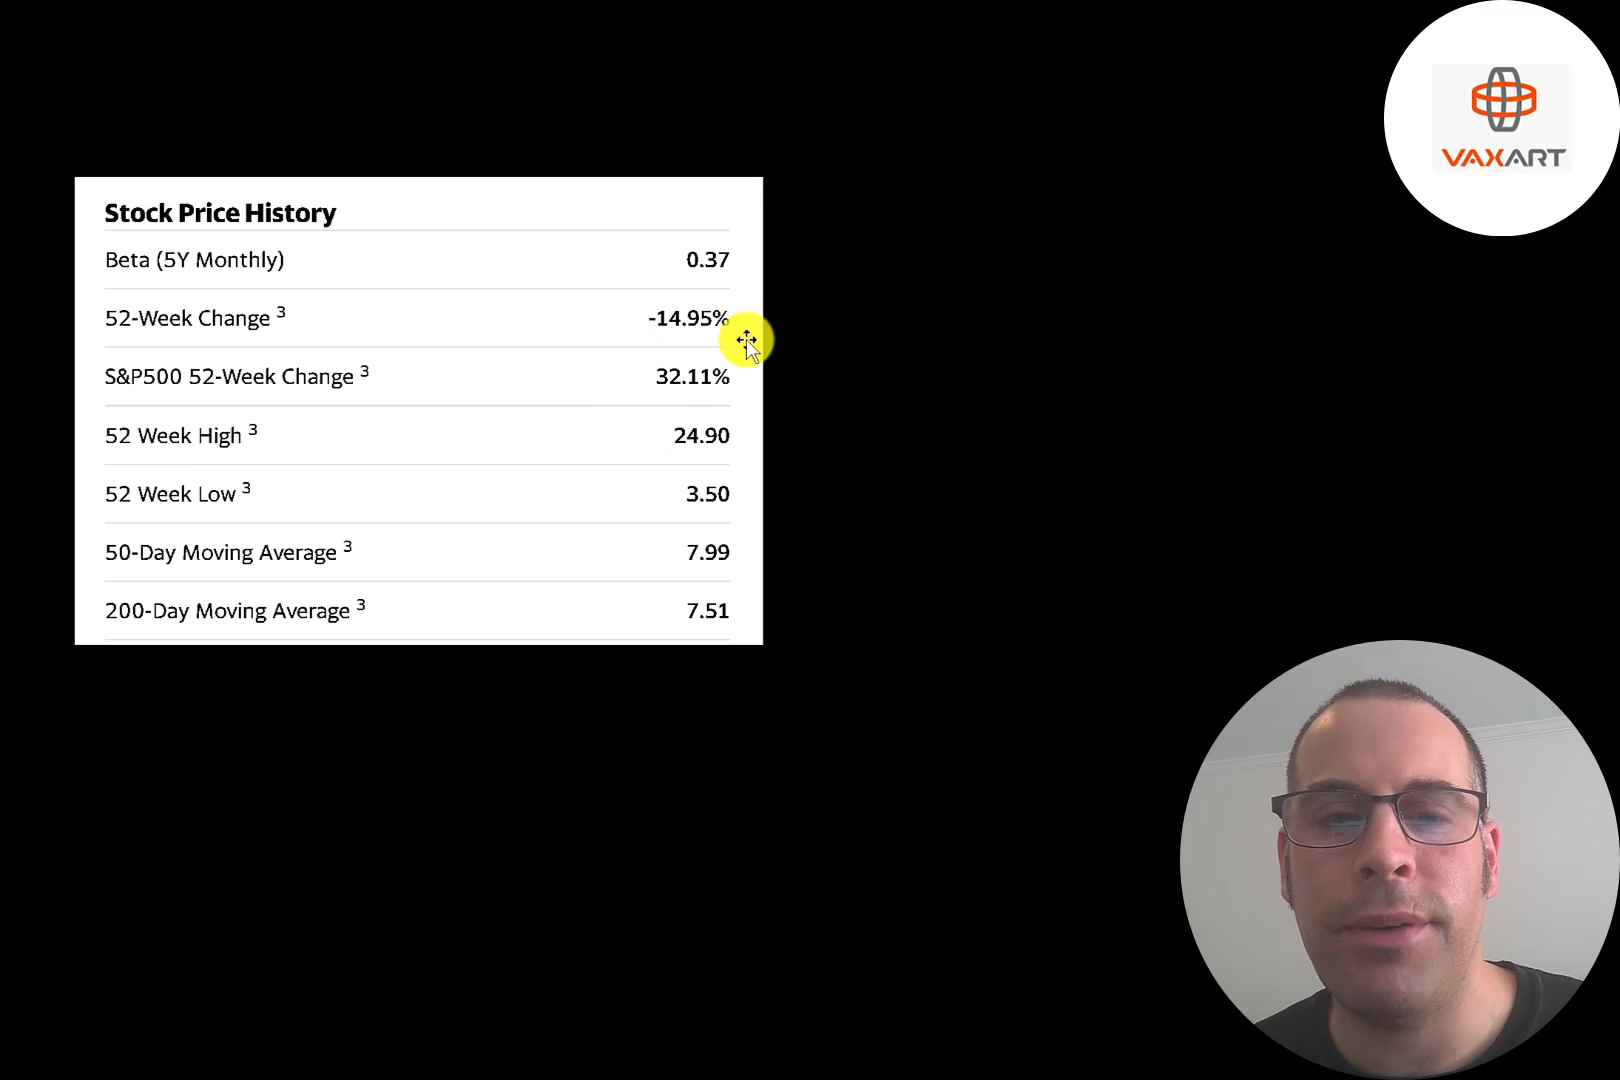 VAXART
Stock Price History
Beta (5Y Monthly) 0.37
52-Week Change 3 -14.95%
S&P500 52-Week Change 3 32.11%
52 Week High 3 24.90
52 Week Low 3 3.50
50-Day Moving Average 3 7.99
200-Day Moving Average 3 7.51